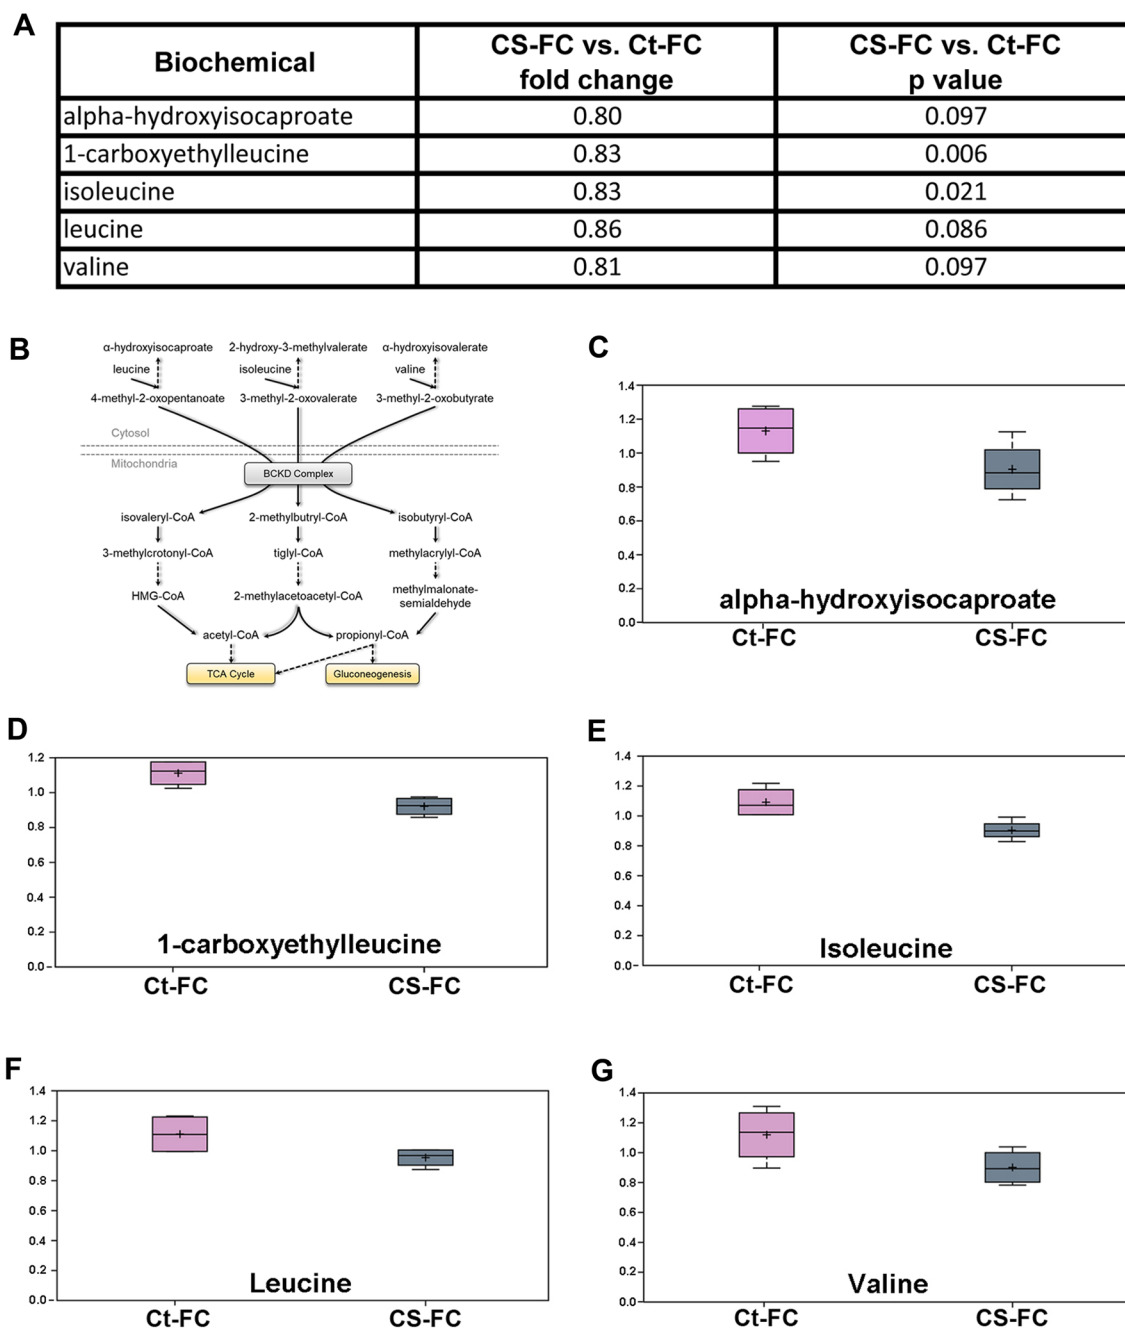 A
Biochemical
CS-FC vs. Ct-FC
fold change
CS-FC vs. Ct-FC
p value
alpha-hydroxyisocaproate 0.80 0.097
1-carboxyethylleucine 0.83 0.006
isoleucine 0.83 0.021
leucine 0.86 0.086
valine 0.81 0.097
B
α-hydroxyisocaproate 2-hydroxy-3-methylvalerate α-hydroxyisovalerate
leucine isoleucine valine
4-methyl-2-oxopentanoate 3-methyl-2-oxovalerate 3-methyl-2-oxobutyrate
Cytosol
Mitochondria
BCKD Complex
isovaleryl-CoA 2-methylbutyryl-CoA isobutyryl-CoA
3-methylcrotonyl-CoA tiglyl-CoA methylacrylyl-CoA
HMG-CoA 2-methylacetoacetyl-CoA methylmalonate-
semialdehyde
acetyl-CoA propionyl-CoA
TCA Cycle Gluconeogenesis
C
1.4
1.2
1.0
0.8
0.6
0.4
0.2
0.0
alpha-hydroxyisocaproate
Ct-FC CS-FC
D
1.2
1.0
0.8
0.6
0.4
0.2
0.0
1-carboxyethylleucine
Ct-FC CS-FC
E
1.4
1.2
1.0
0.8
0.6
0.4
0.2
0.0
Isoleucine
Ct-FC CS-FC
F
1.4
1.2
1.0
0.8
0.6
0.4
0.2
0.0
Leucine
Ct-FC CS-FC
G
1.4
1.2
1.0
0.8
0.6
0.4
0.2
0.0
Valine
Ct-FC CS-FC